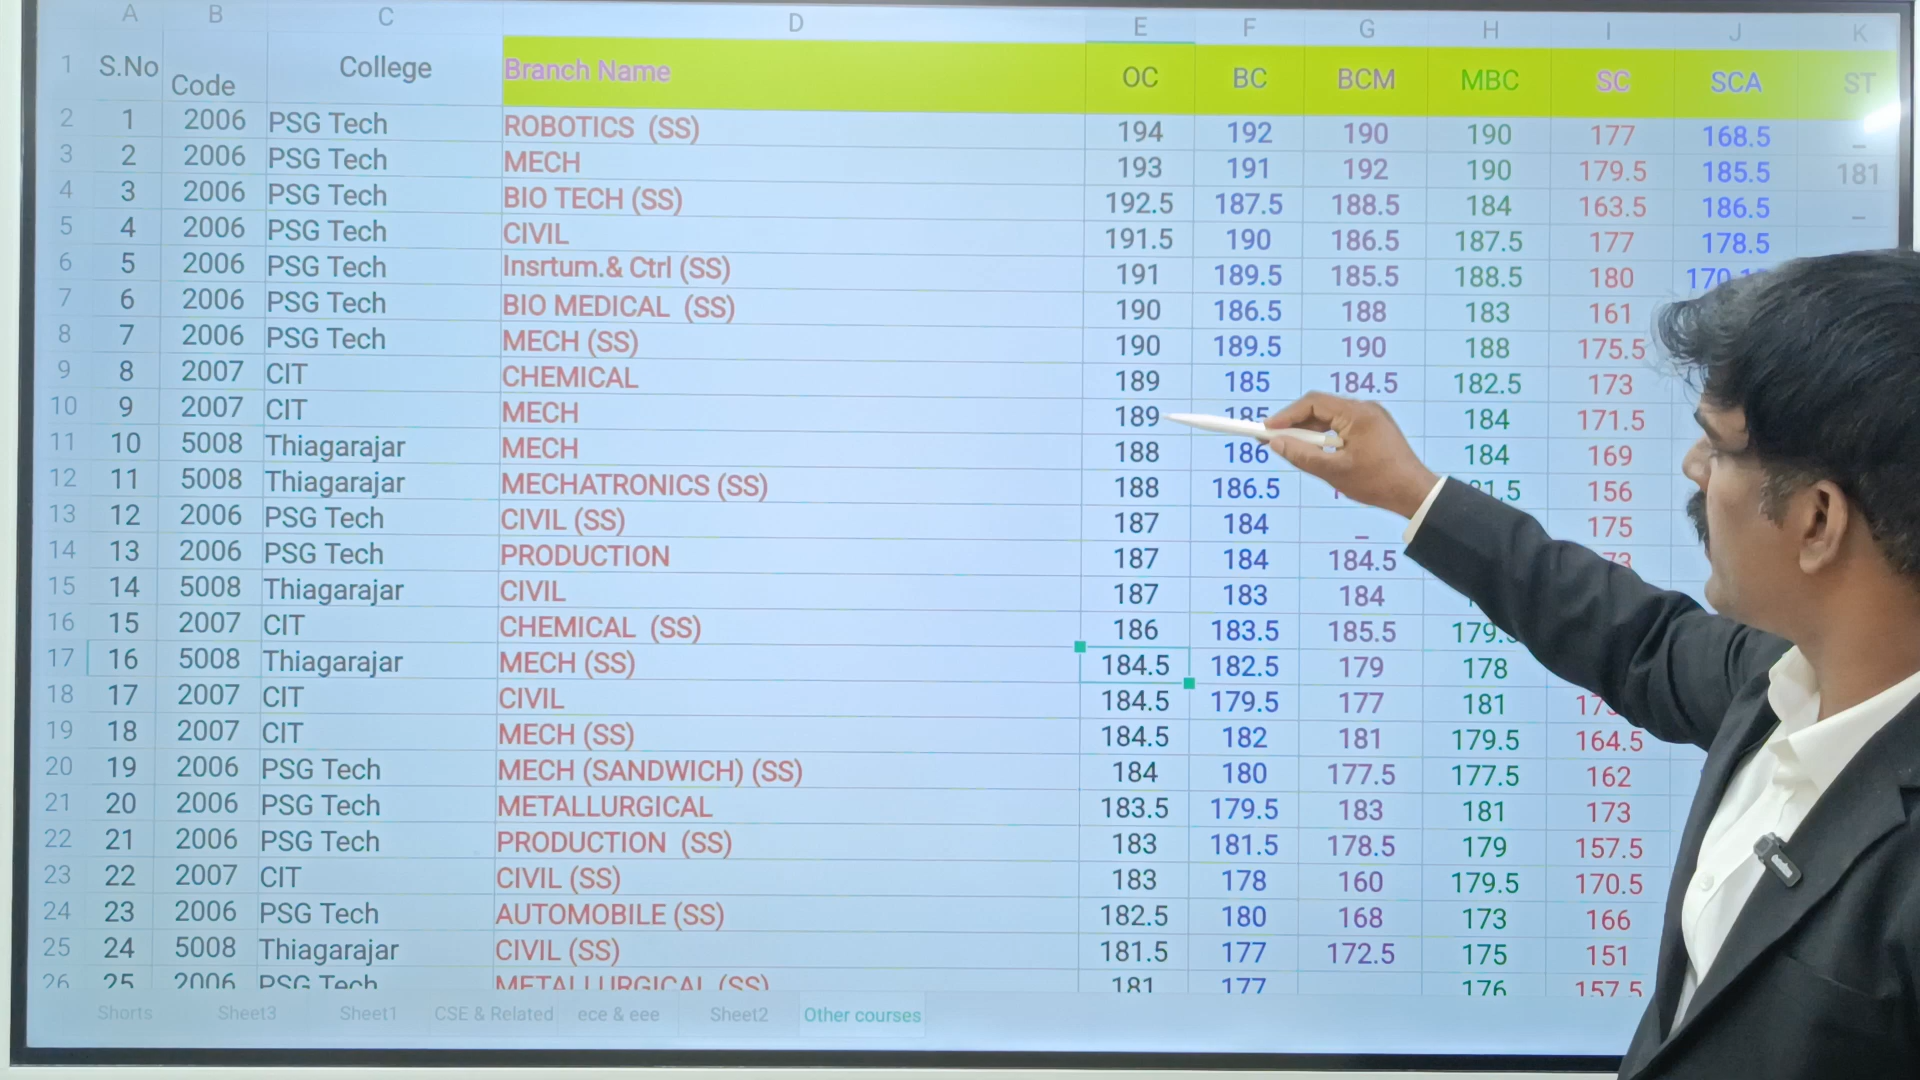 A B C D E F G H I J K
1 S.No Code College Branch Name OC BC BCM MBC SC SCA ST
2 1 2006 PSG Tech ROBOTICS (SS) 194 192 190 190 177 168.5 _
3 2 2006 PSG Tech MECH 193 191 192 190 179.5 185.5 181
4 3 2006 PSG Tech BIO TECH (SS) 192.5 187.5 188.5 184 163.5 186.5 _
5 4 2006 PSG Tech CIVIL 191.5 190 186.5 187.5 177 178.5
6 5 2006 PSG Tech Insrtum.& Ctrl (SS) 191 189.5 185.5 188.5 180
7 6 2006 PSG Tech BIO MEDICAL (SS) 190 186.5 188 183 161
8 7 2006 PSG Tech MECH (SS) 190 189.5 190 188 175.5
9 8 2007 CIT CHEMICAL 189 185 184.5 182.5 173
10 9 2007 CIT MECH 189 185 184 171.5
11 10 5008 Thiagarajar MECH 188 186 184 169
12 11 5008 Thiagarajar MECHATRONICS (SS) 188 186.5 156
13 12 2006 PSG Tech CIVIL (SS) 187 184 _ 175
14 13 2006 PSG Tech PRODUCTION 187 184 184.5
15 14 5008 Thiagarajar CIVIL 187 183 184
16 15 2007 CIT CHEMICAL (SS) 186 183.5 185.5
17 16 5008 Thiagarajar MECH (SS) 184.5 182.5 179 178
18 17 2007 CIT CIVIL 184.5 179.5 177 181
19 18 2007 CIT MECH (SS) 184.5 182 181 179.5 164.5
20 19 2006 PSG Tech MECH (SANDWICH) (SS) 184 180 177.5 177.5 162
21 20 2006 PSG Tech METALLURGICAL 183.5 179.5 183 181 173
22 21 2006 PSG Tech PRODUCTION (SS) 183 181.5 178.5 179 157.5
23 22 2007 CIT CIVIL (SS) 183 178 160 179.5 170.5
24 23 2006 PSG Tech AUTOMOBILE (SS) 182.5 180 168 173 166
25 24 5008 Thiagarajar CIVIL (SS) 181.5 177 172.5 175 151
26 25 2006 PSG Tech METALLURGICAL (SS) 181 177 176 157.5
Shorts Sheet3 Sheet1 CSE & Related ece & eee Sheet2 Other courses